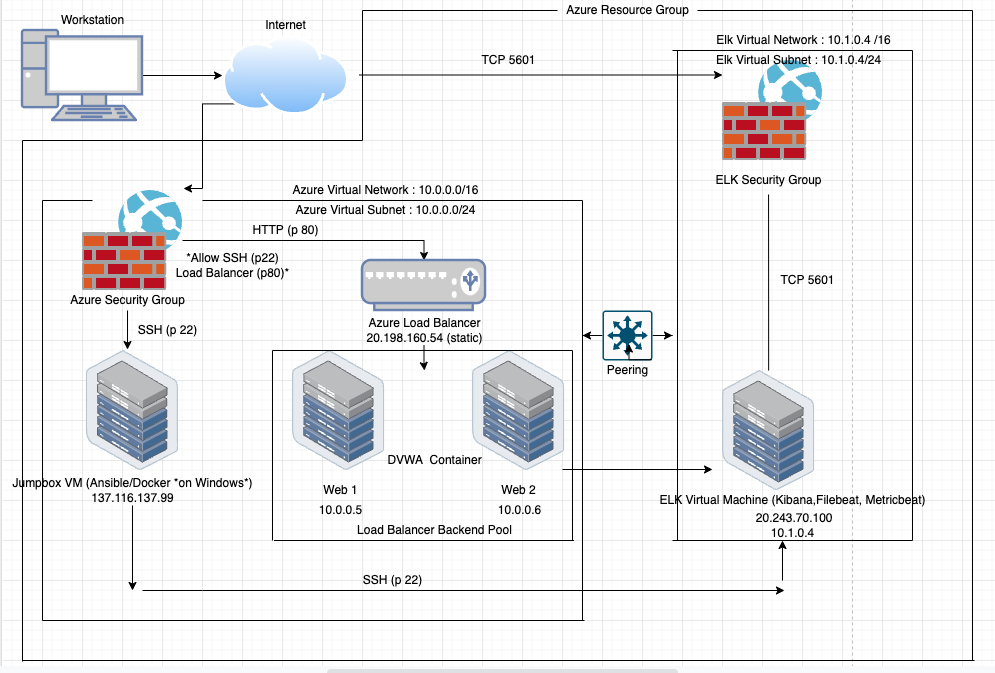 Azure Resource Group
Workstation
Internet
Elk Virtual Network : 10.1.0.4 /16
TCP 5601
Elk Virtual Subnet : 10.1.0.4/24
ELK Security Group
Azure Virtual Network : 10.0.0.0/16
Azure Virtual Subnet : 10.0.0.0/24
HTTP (p 80)
*Allow SSH (p22)
Load Balancer (p80)*
Azure Security Group
TCP 5601
Azure Load Balancer
20.198.160.54 (static)
SSH (p 22)
Peering
DVWA Container
Jumpbox VM (Ansible/Docker *on Windows*)
137.116.137.99
Web 1
10.0.0.5
Web 2
10.0.0.6
Load Balancer Backend Pool
ELK Virtual Machine (Kibana,Filebeat, Metricbeat)
20.243.70.100
10.1.0.4
SSH (p 22)